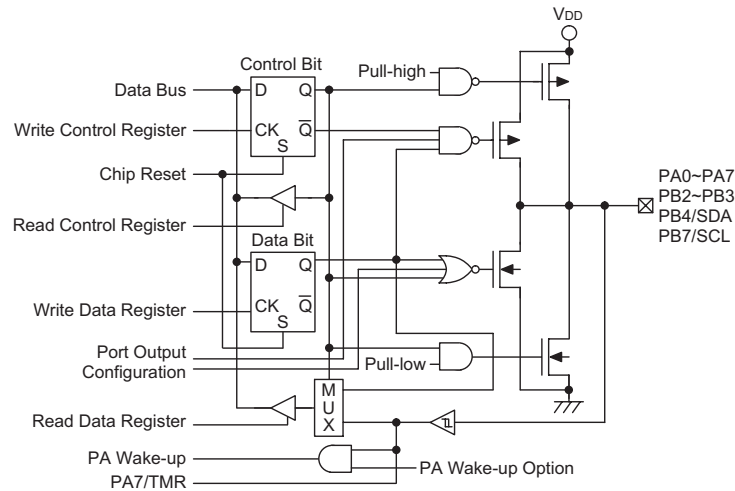 VDD
Control Bit
Pull-high
Data Bus
D Q
Write Control Register
CK Q
S
Chip Reset
Read Control Register
Data Bit
D Q
Write Data Register
CK Q
S
PA0~PA7
PB2~PB3
PB4/SDA
PB7/SCL
Port Output
Configuration
Pull-low
M
U
X
Read Data Register
PA Wake-up
PA Wake-up Option
PA7/TMR